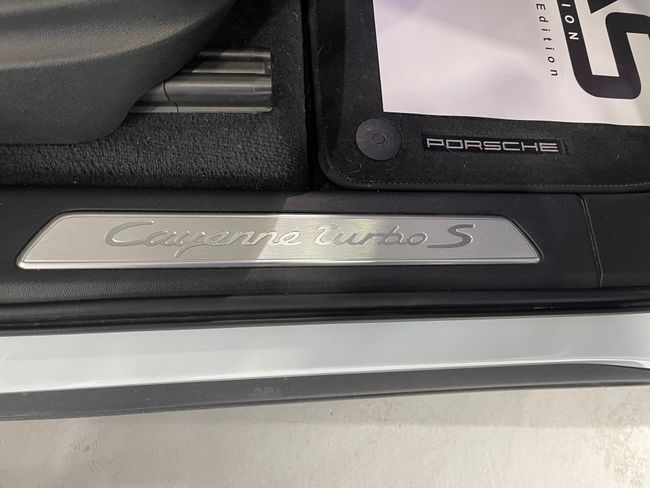 ION
Edition
PORSCHE
Cayenne turbo S